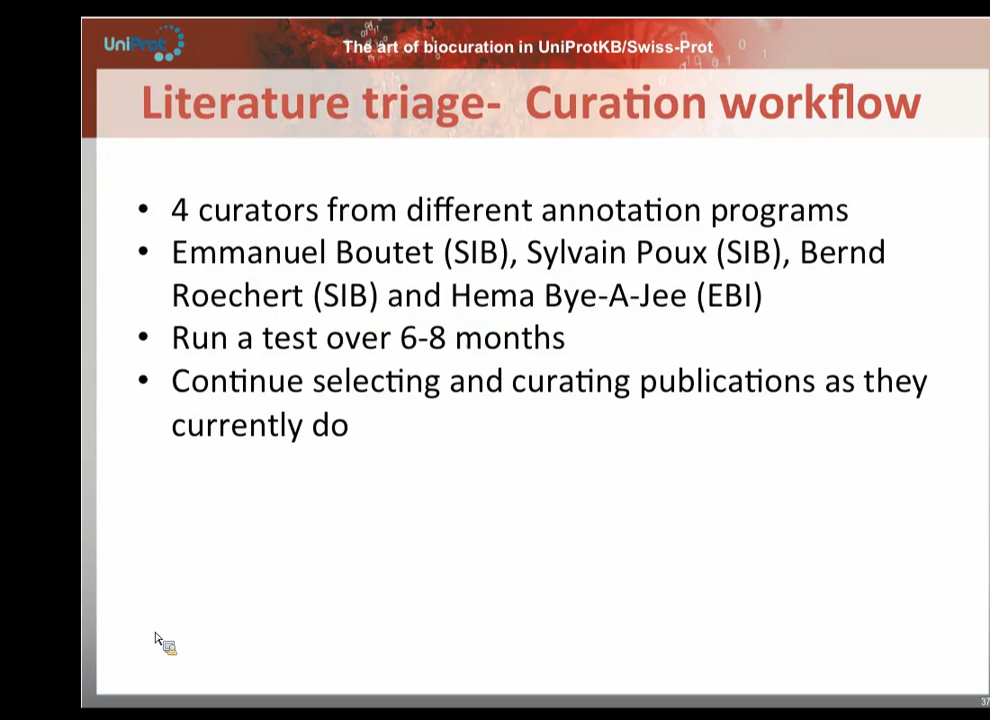 UniProt
The art of biocuration in UniProtKB/Swiss-Prot
Literature triage-  Curation workflow
• 4 curators from different annotation programs
• Emmanuel Boutet (SIB), Sylvain Poux (SIB), Bernd
Roechert (SIB) and Hema Bye-A-Jee (EBI)
• Run a test over 6-8 months
• Continue selecting and curating publications as they
currently do
37